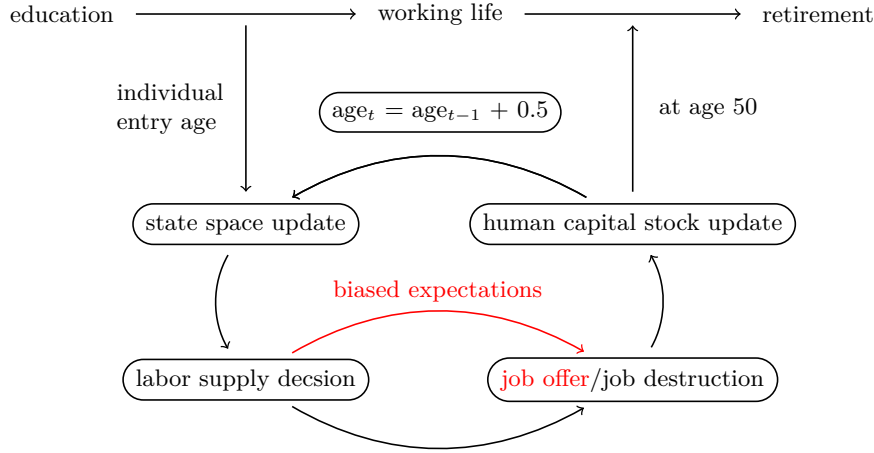 education
working life
retirement
individual
entry age
age_t = age_{t−1} + 0.5
at age 50
state space update
human capital stock update
biased expectations
labor supply decsion
job offer/job destruction